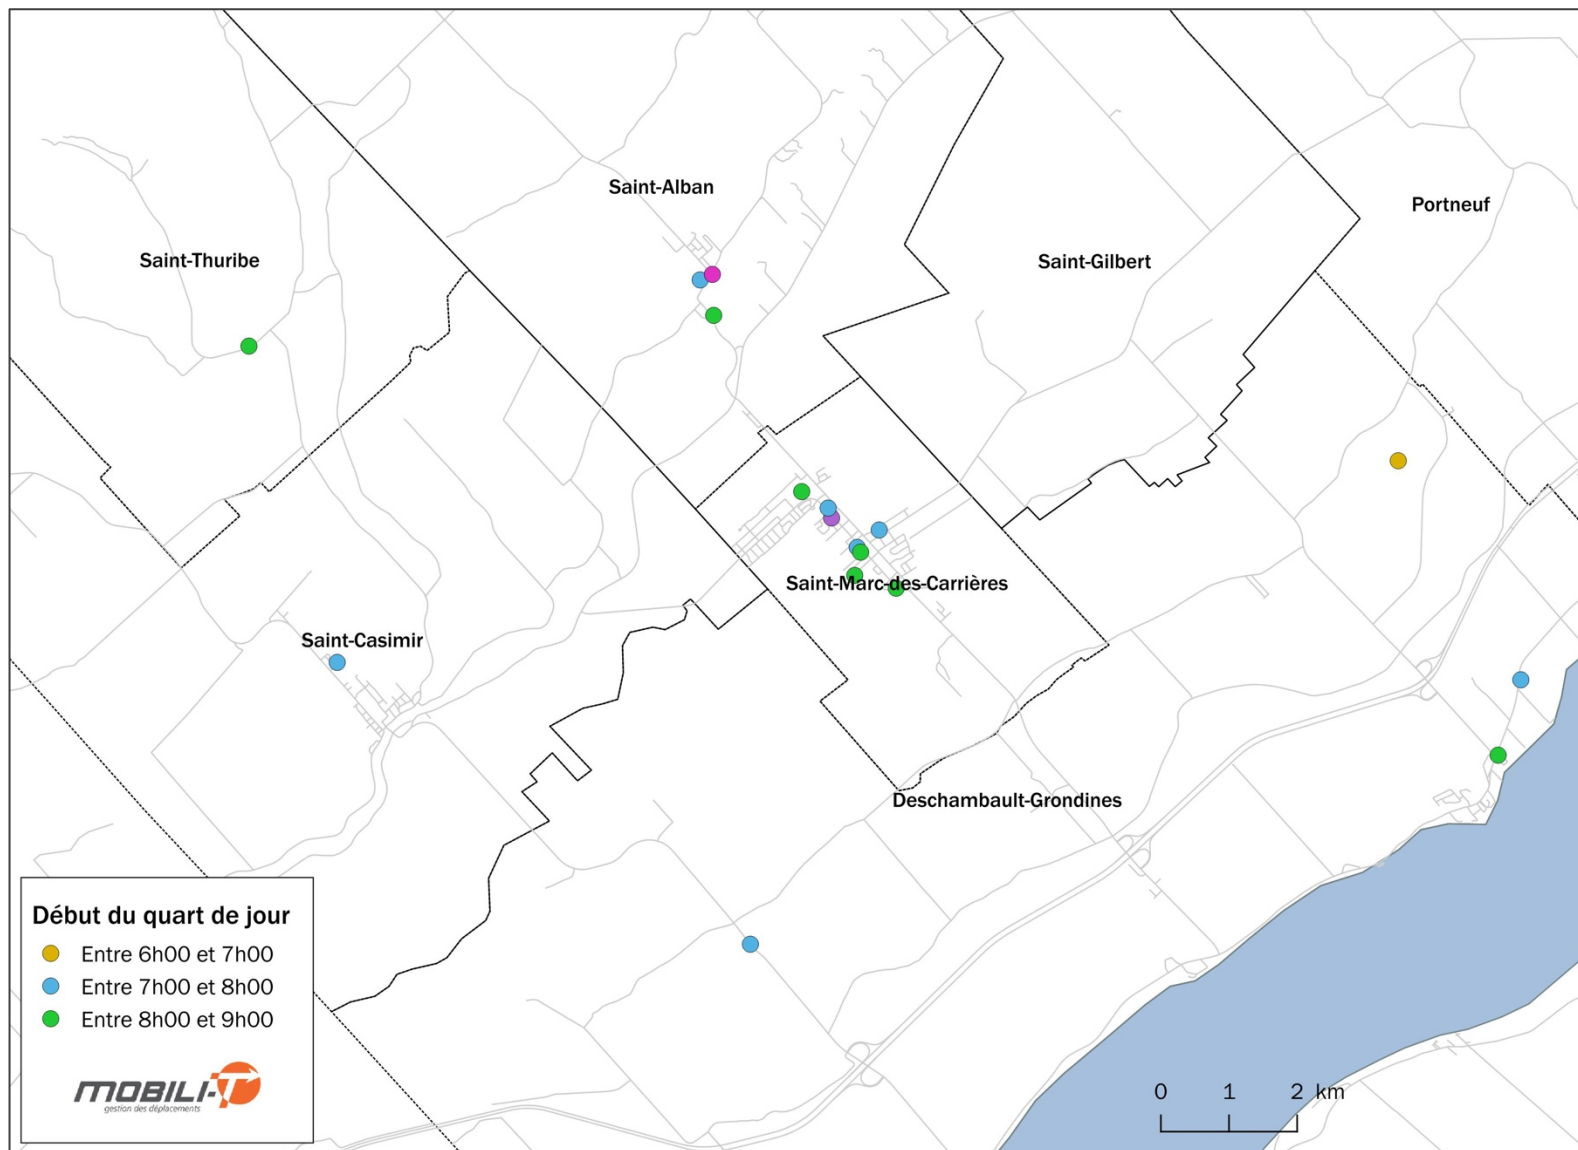 Saint-Alban
Portneuf
Saint-Thuribe
Saint-Gilbert
Saint-Marc-des-Carrières
Saint-Casimir
Deschambault-Grondines
Début du quart de jour
Entre 6h00 et 7h00
Entre 7h00 et 8h00
Entre 8h00 et 9h00
MOBILI-T
gestion des déplacements
0 1 2 km